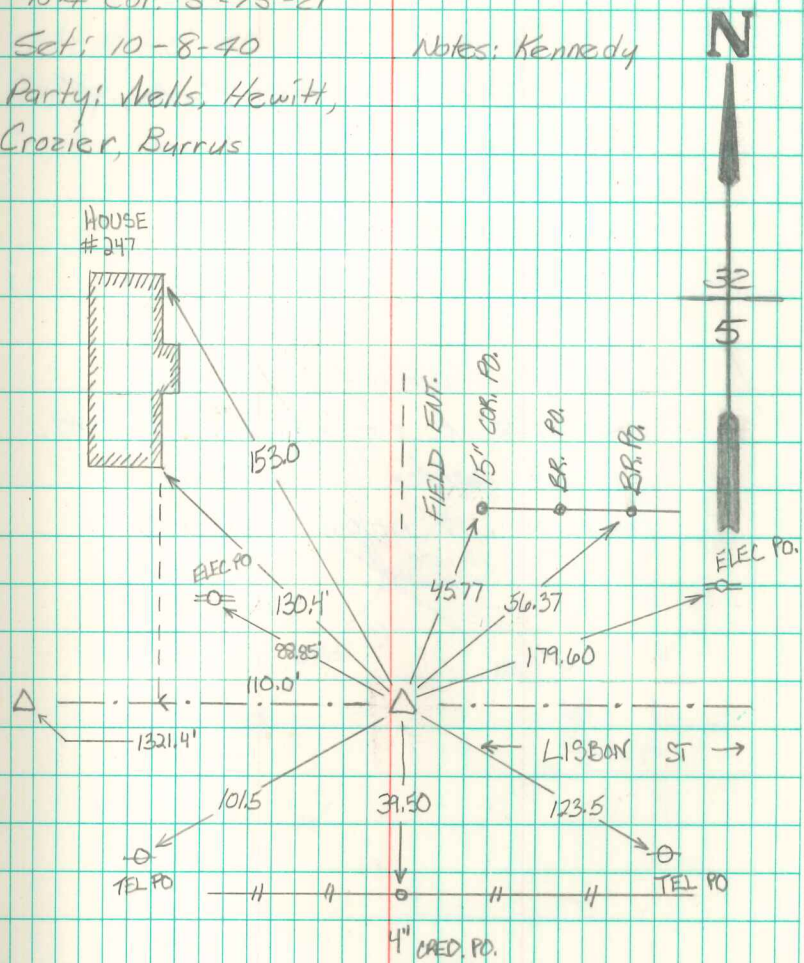 Cor. 5-
Set: 10-8-40
Notes: Kennedy
Party: Wells, Hewitt,
Crozier, Burrus
N
32
5
HOUSE
#247
153.0
FIELD ENT.
15" COR. PO.
BR. PO.
BR. PO.
ELEC PO
ELEC PO.
130.4'
45.77
56.37
88.85'
179.60
110.0'
1321.4'
← LISBON ST →
101.5
39.50
123.5
TEL PO
TEL PO
4" CRED. PO.